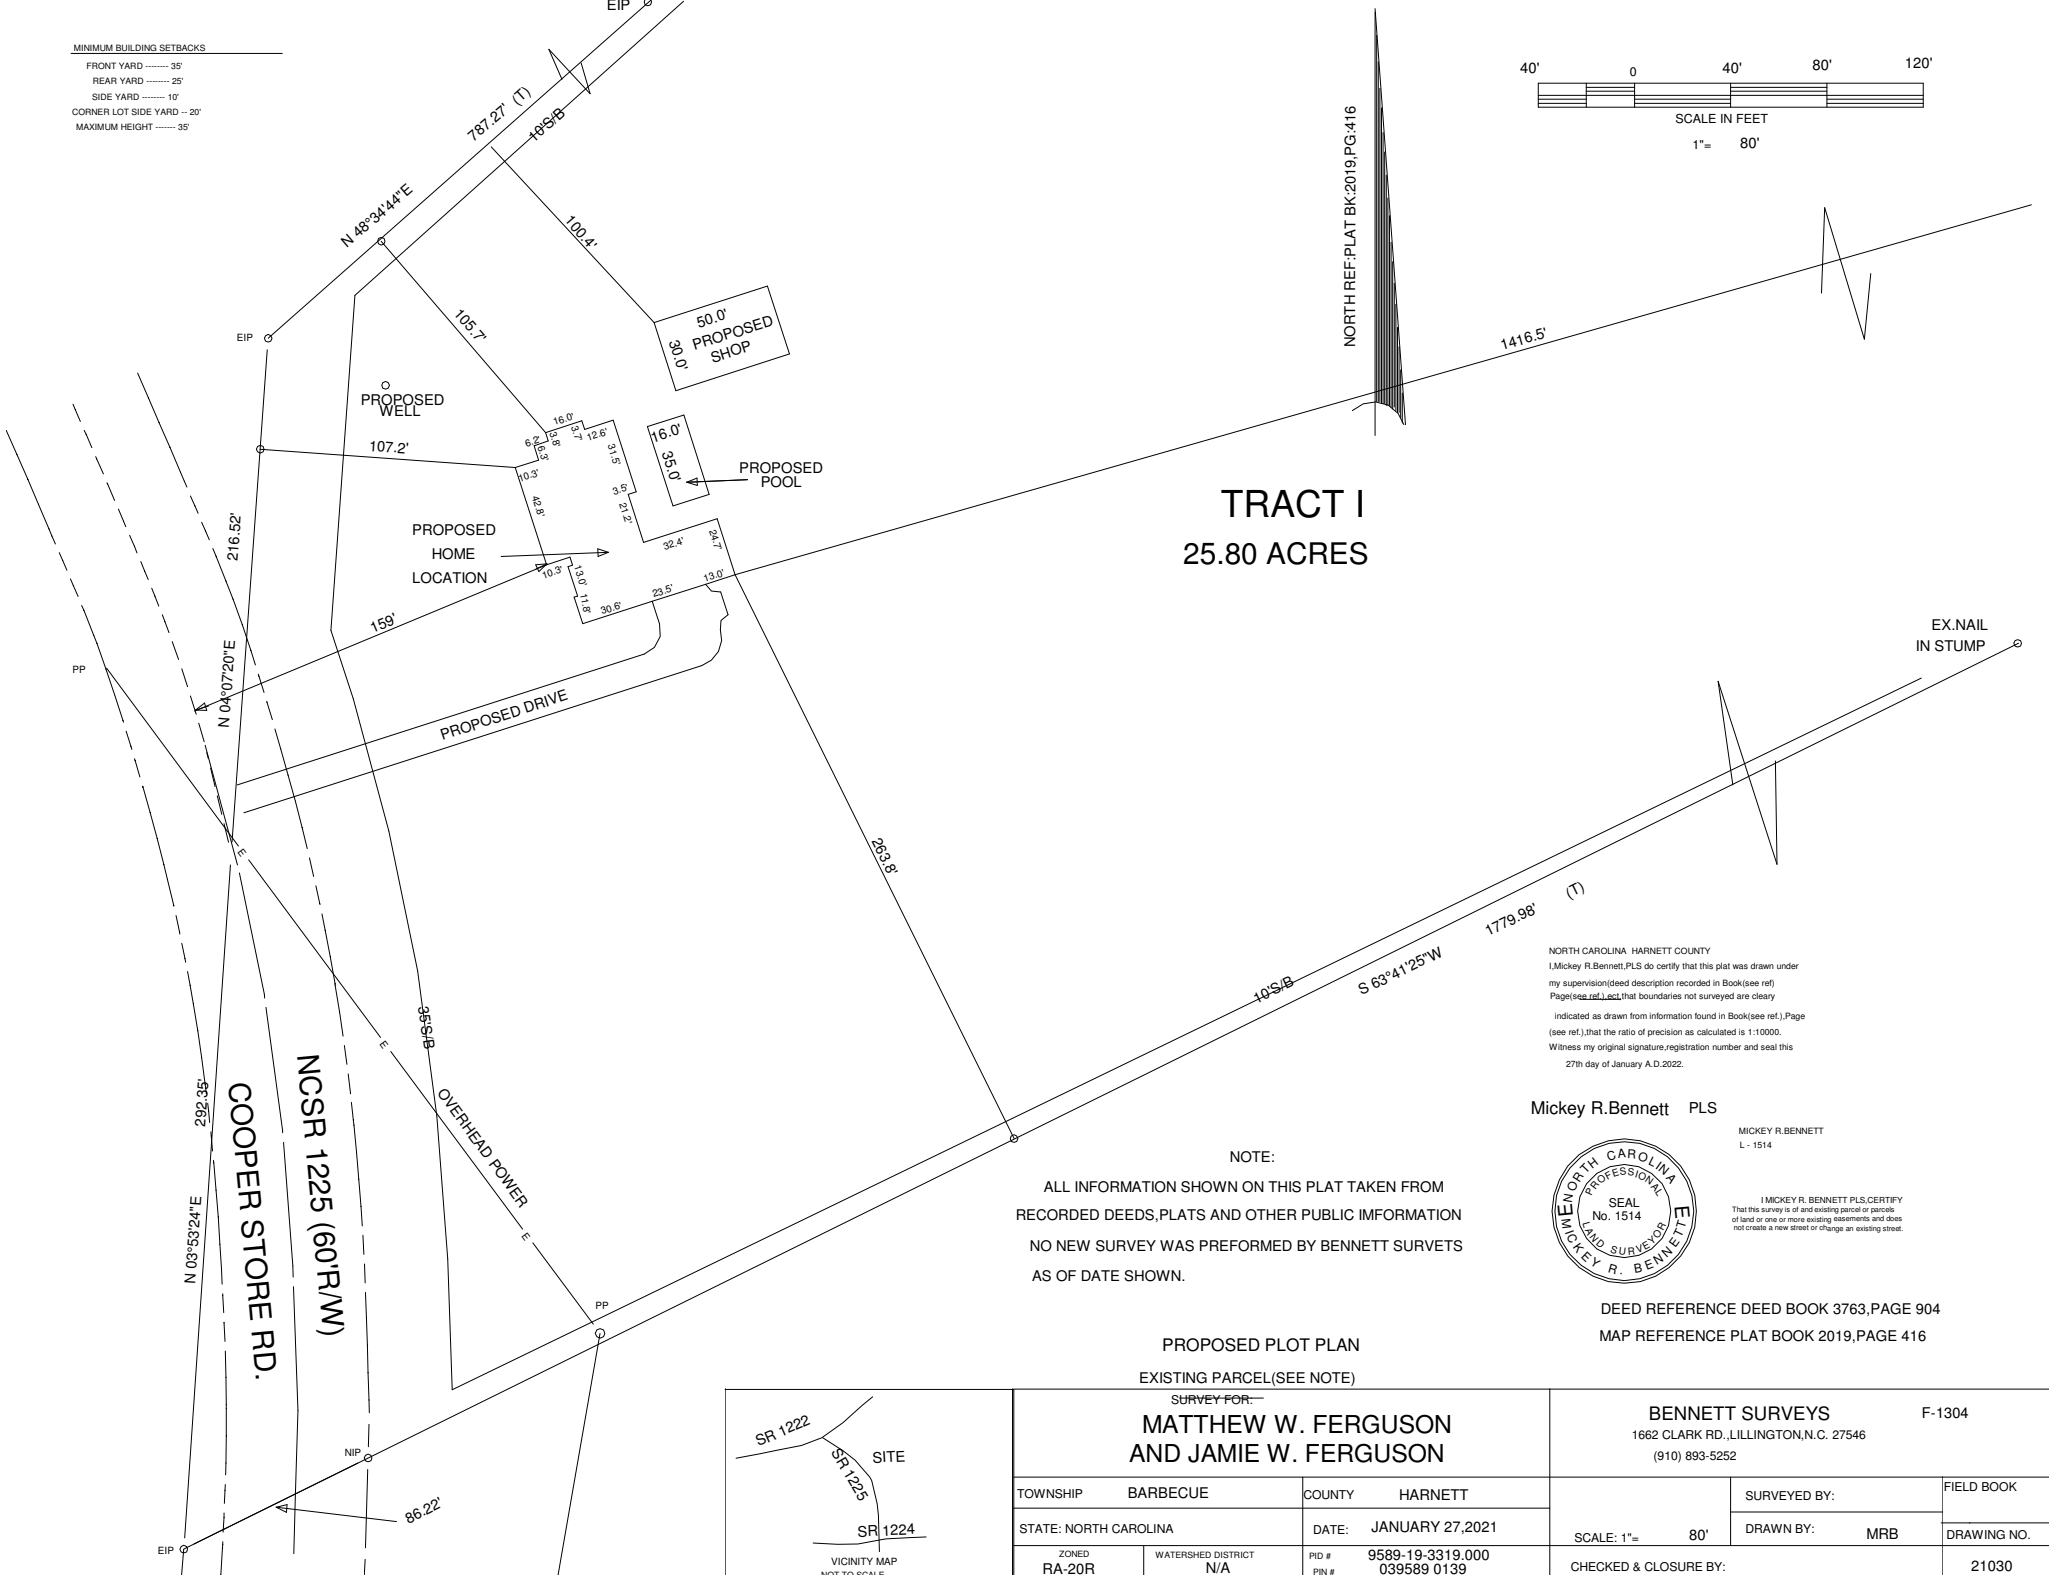 EIP
MINIMUM BUILDING SETBACKS
FRONT YARD -------- 35'
REAR YARD -------- 25'
SIDE YARD -------- 10'
CORNER LOT SIDE YARD -- 20'
MAXIMUM HEIGHT ------- 35'
787.27' (T)
10'S/B
N 48°34'44"E
100.4'
105.7'
EIP
50.0'
30.0'
PROPOSED
SHOP
PROPOSED
WELL
107.2'
16.0'
3.7'
12.6'
3.8'
6.2'
6.3'
10.3'
31.5'
42.8'
3.5'
21.2'
32.4'
24.7'
16.0'
35.0'
PROPOSED
POOL
PROPOSED
HOME
LOCATION
10.3'
13.0'
11.8'
30.6'
23.5'
13.0'
216.52'
159'
N 04°07'20"E
PP
PROPOSED DRIVE
E
263.8'
35'S/B
E
OVERHEAD POWER
E
PP
292.35'
N 03°53'24"E
COOPER STORE RD.
NCSR 1225 (60'R/W)
NIP
86.22'
EIP
NORTH REF:PLAT BK:2019,PG:416
40'
0
40'
80'
120'
SCALE IN FEET
1"= 80'
1416.5'
TRACT I
25.80 ACRES
EX.NAIL
IN STUMP
(T)
1779.98'
S 63°41'25"W
10'S/B
NORTH CAROLINA HARNETT COUNTY
I,Mickey R.Bennett,PLS do certify that this plat was drawn under
my supervision(deed description recorded in Book(see ref)
Page(see ref.),ect,that boundaries not surveyed are cleary
indicated as drawn from information found in Book(see ref.),Page
(see ref.),that the ratio of precision as calculated is 1:10000.
Witness my original signature,registration number and seal this
27th day of January A.D.2022.
Mickey R.Bennett PLS
MICKEY R.BENNETT
L - 1514
NORTH CAROLINA
PROFESSIONAL
SEAL
No. 1514
LAND SURVEYOR
MICKEY R. BENNETT
I MICKEY R. BENNETT PLS,CERTIFY
That this survey is of and existing parcel or parcels
of land or one or more existing easements and does
not create a new street or change an existing street.
NOTE:
ALL INFORMATION SHOWN ON THIS PLAT TAKEN FROM
RECORDED DEEDS,PLATS AND OTHER PUBLIC IMFORMATION
NO NEW SURVEY WAS PREFORMED BY BENNETT SURVETS
AS OF DATE SHOWN.
DEED REFERENCE DEED BOOK 3763,PAGE 904
MAP REFERENCE PLAT BOOK 2019,PAGE 416
PROPOSED PLOT PLAN
EXISTING PARCEL(SEE NOTE)
SURVEY FOR:
MATTHEW W. FERGUSON
AND JAMIE W. FERGUSON
BENNETT SURVEYS F-1304
1662 CLARK RD.,LILLINGTON,N.C. 27546
(910) 893-5252
SR 1222
SITE
SR 1225
SR 1224
VICINITY MAP
NOT TO SCALE
TOWNSHIP BARBECUE
COUNTY HARNETT
STATE: NORTH CAROLINA
DATE: JANUARY 27,2021
ZONED
RA-20R
WATERSHED DISTRICT
N/A
PID # 9589-19-3319.000
PIN # 039589 0139
SCALE: 1"= 80'
SURVEYED BY:
DRAWN BY: MRB
FIELD BOOK
DRAWING NO.
CHECKED & CLOSURE BY:
21030